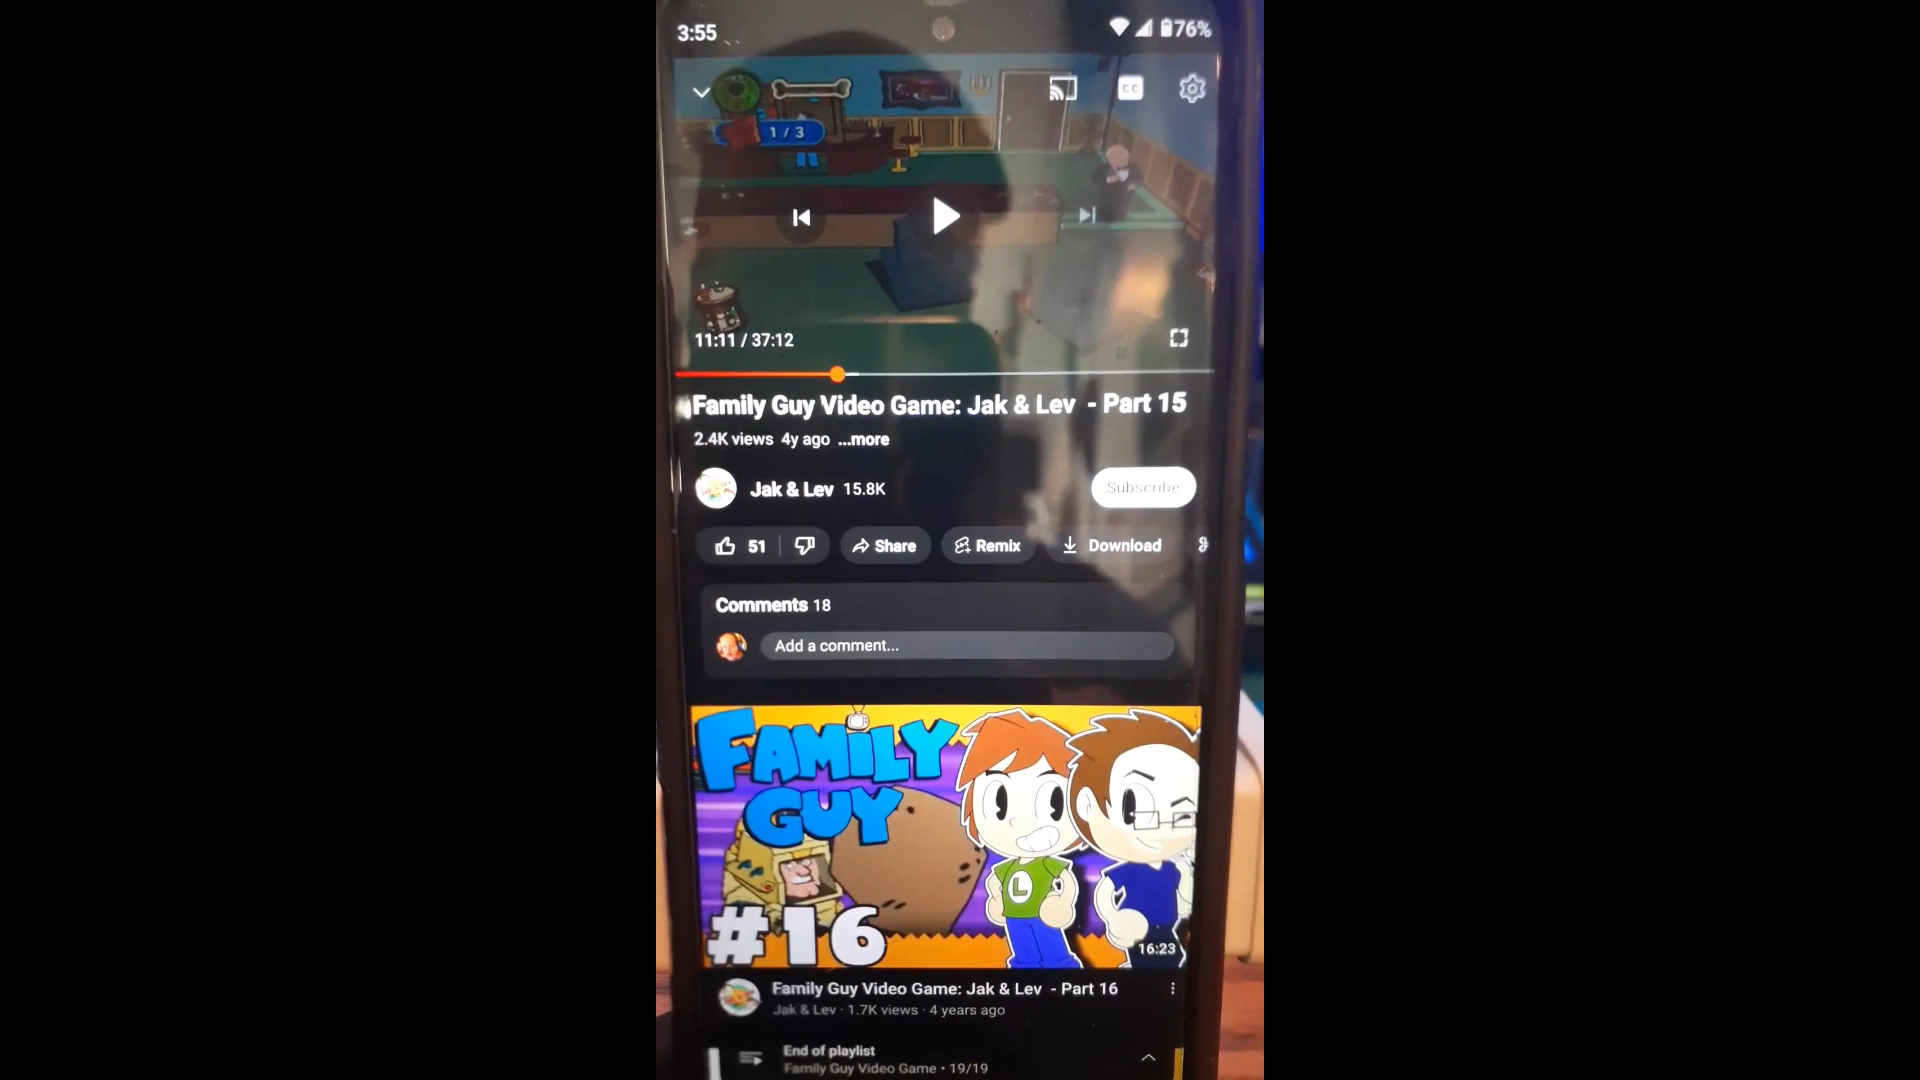 3:55
76%
CC
1 / 3
11:11 / 37:12
Family Guy Video Game: Jak & Lev - Part 15
2.4K views 4y ago ...more
Jak & Lev 15.8K
Subscribe
51
Share
Remix
Download
Comments 18
Add a comment...
FAMILY
GUY
L
#16
16:23
Family Guy Video Game: Jak & Lev - Part 16
Jak & Lev · 1.7K views · 4 years ago
End of playlist
Family Guy Video Game • 19/19